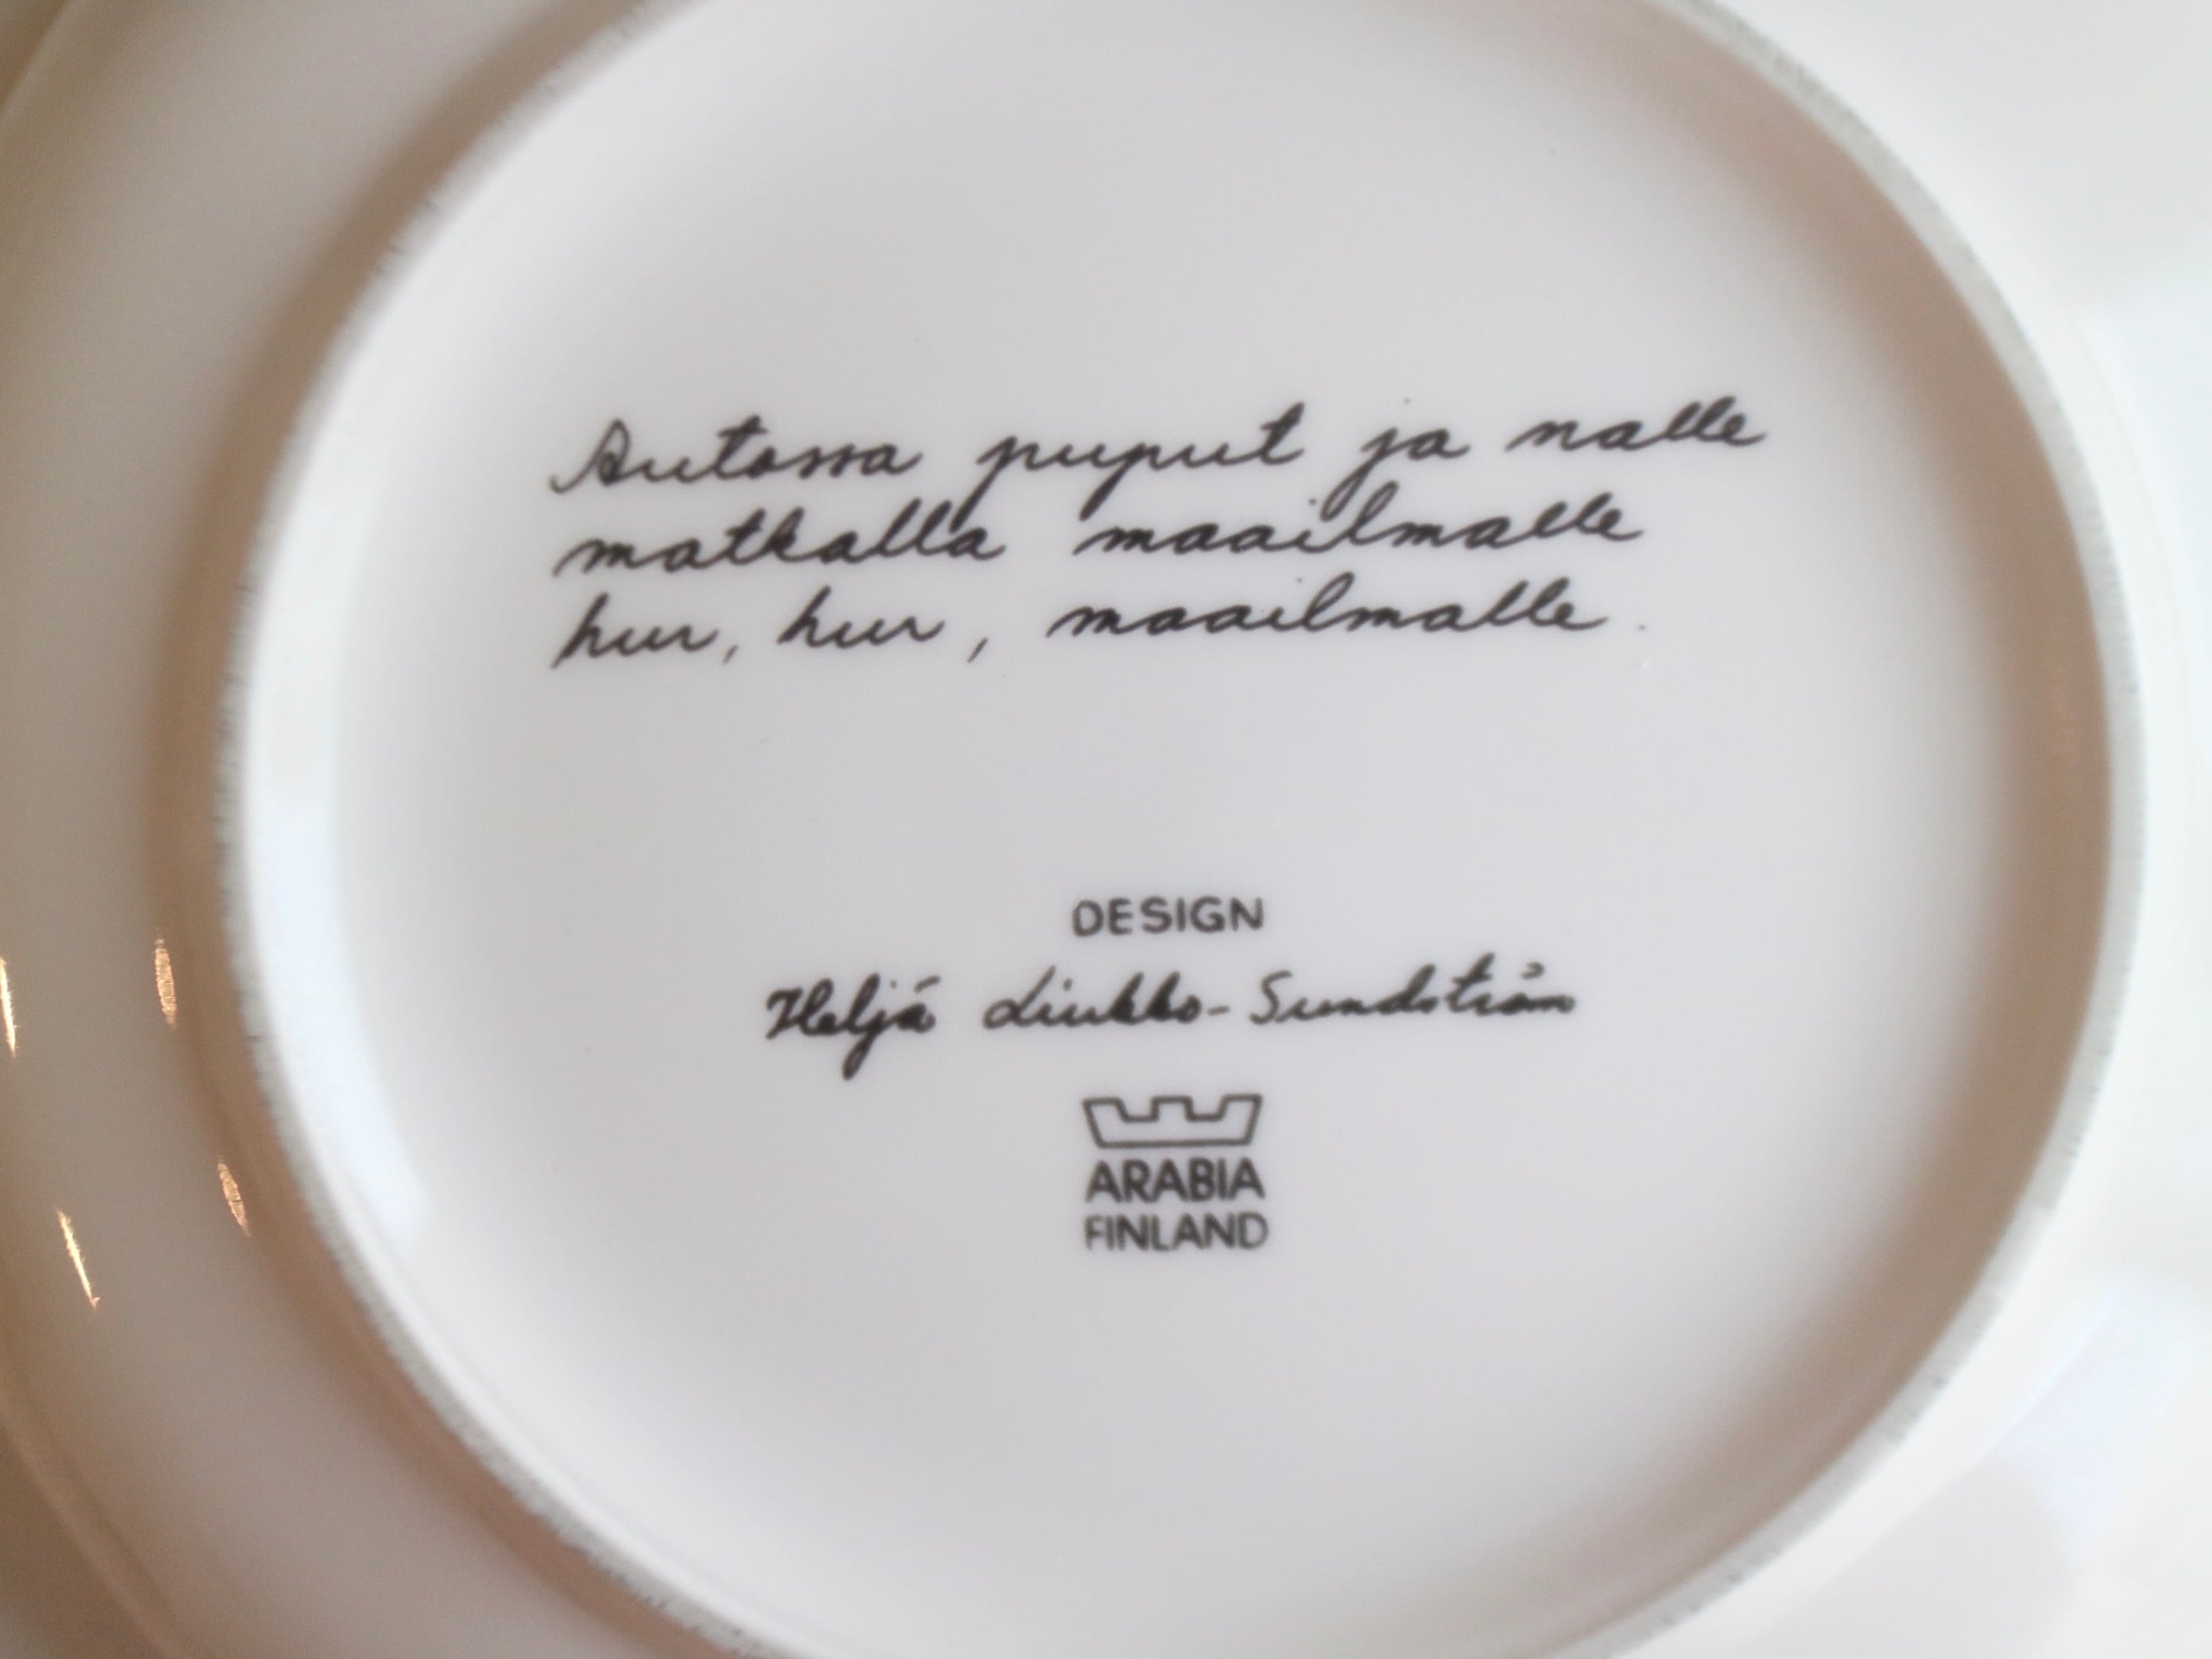 Autossa puput ja nalle
matkalla maailmalle
hur, hur, maailmalle.
DESIGN
Heljä Liukko-Sundström
ARABIA
FINLAND